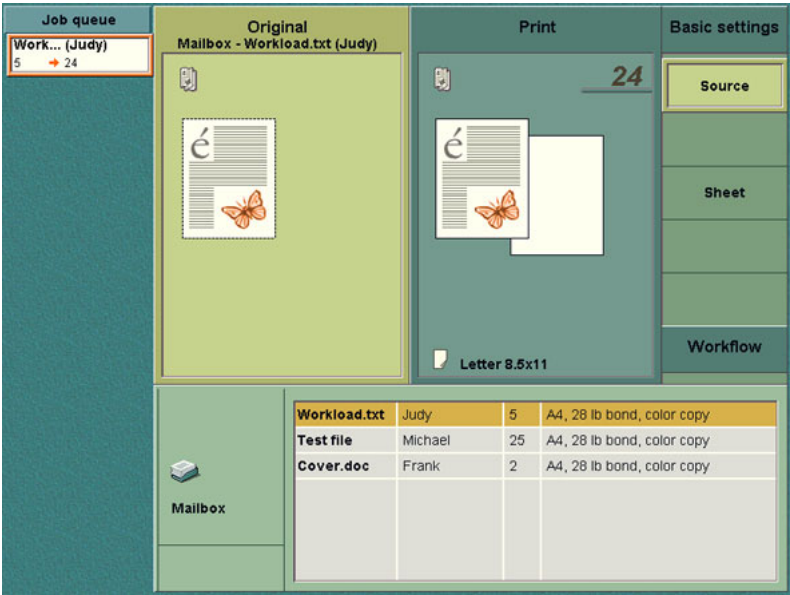 Job queue
Work... (Judy)
5 → 24
Original
Mailbox - Workload.txt (Judy)
é
Print
24
é
Letter 8.5x11
Basic settings
Source
Sheet
Workflow
Mailbox
Workload.txt Judy 5 A4, 28 lb bond, color copy
Test file Michael 25 A4, 28 lb bond, color copy
Cover.doc Frank 2 A4, 28 lb bond, color copy